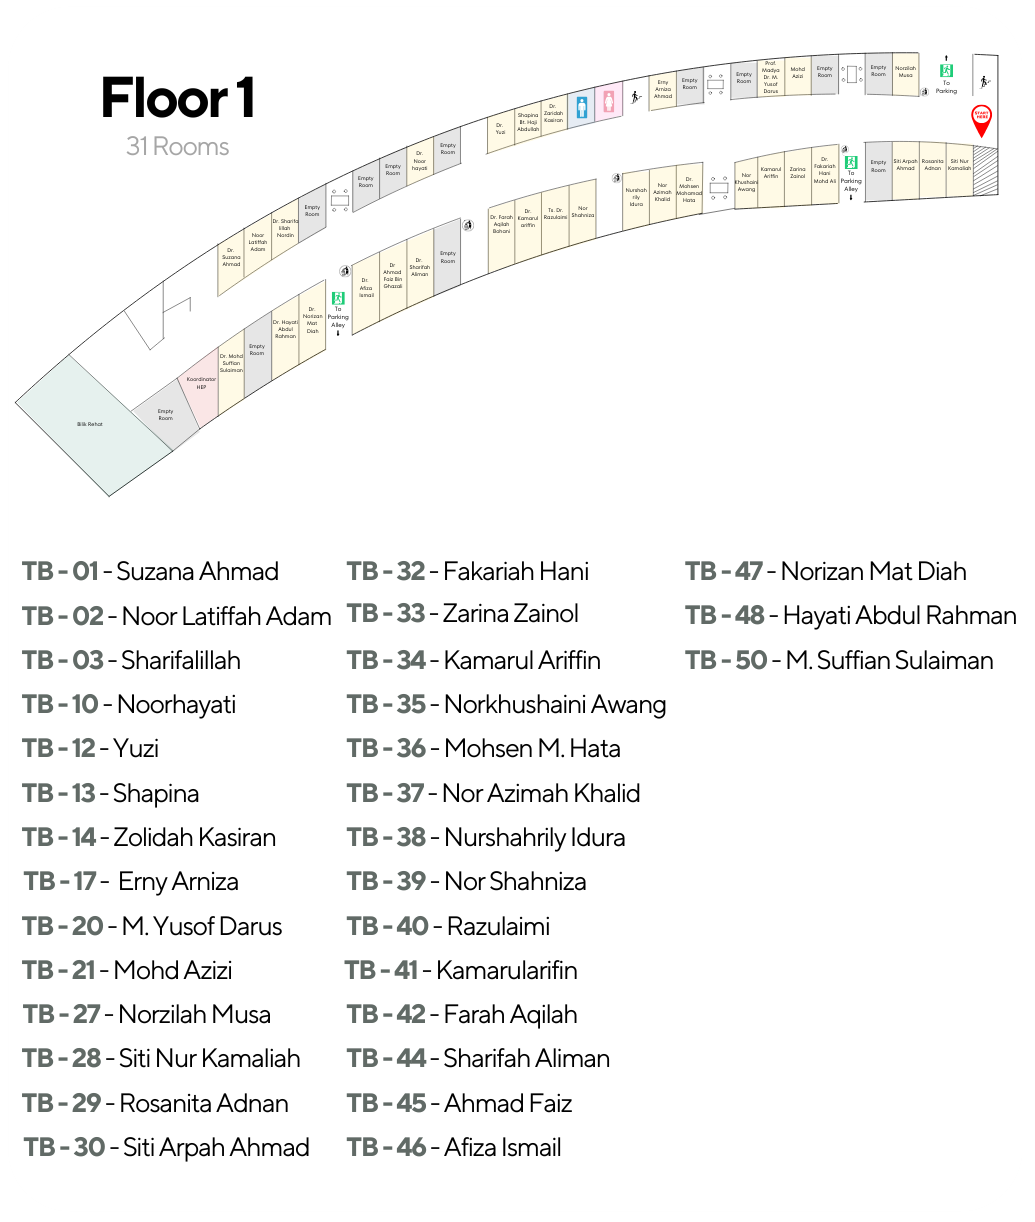 Floor 1
31 Rooms
Prof.
Madya
Dr. M.
Yusof
Darus
Mohd
Azizi
Empty
Room
Empty
Room
Empty
Room
Norzilah
Musa
To
Parking
START
HERE
Erny
Arniza
Ahmad
Empty
Room
Dr.
Zaridah
Kasiran
Shapina
Bt. Haji
Abdullah
Dr.
Yuzi
Empty
Room
Dr.
Noor
hayati
Empty
Room
Empty
Room
Empty
Room
Dr. Sharifa
lillah
Nordin
Noor
Latiffah
Adam
Dr.
Suzana
Ahmad
Siti Nur
Kamaliah
Rosanita
Adnan
Siti Arpah
Ahmad
Empty
Room
To
Parking
Alley
Dr.
Fakariah
Hani
Mohd Ali
Zarina
Zainol
Kamarul
Ariffin
Nor
Khushaini
Awang
Dr.
Mohsen
Mohamad
Hata
Nor
Azimah
Khalid
Nurshah
rily
Idura
Nor
Shahniza
Ts. Dr.
Razulaimi
Dr.
Kamarul
ariffin
Dr. Farah
Aqilah
Bohani
Empty
Room
Dr.
Sharifah
Aliman
Dr
Ahmad
Faiz Bin
Ghazali
Dr.
Afiza
Ismail
To
Parking
Alley
Dr.
Norizan
Mat
Diah
Dr. Hayati
Abdul
Rahman
Empty
Room
Dr. Mohd
Suffian
Sulaiman
Koordinator
HEP
Empty
Room
Bilik Rehat
TB - 01 - Suzana Ahmad
TB - 02 - Noor Latiffah Adam
TB - 03 - Sharifalillah
TB - 10 - Noorhayati
TB - 12 - Yuzi
TB - 13 - Shapina
TB - 14 - Zolidah Kasiran
TB - 17 - Erny Arniza
TB - 20 - M. Yusof Darus
TB - 21 - Mohd Azizi
TB - 27 - Norzilah Musa
TB - 28 - Siti Nur Kamaliah
TB - 29 - Rosanita Adnan
TB - 30 - Siti Arpah Ahmad
TB - 32 - Fakariah Hani
TB - 33 - Zarina Zainol
TB - 34 - Kamarul Ariffin
TB - 35 - Norkhushaini Awang
TB - 36 - Mohsen M. Hata
TB - 37 - Nor Azimah Khalid
TB - 38 - Nurshahrily Idura
TB - 39 - Nor Shahniza
TB - 40 - Razulaimi
TB - 41 - Kamarularifin
TB - 42 - Farah Aqilah
TB - 44 - Sharifah Aliman
TB - 45 - Ahmad Faiz
TB - 46 - Afiza Ismail
TB - 47 - Norizan Mat Diah
TB - 48 - Hayati Abdul Rahman
TB - 50 - M. Suffian Sulaiman